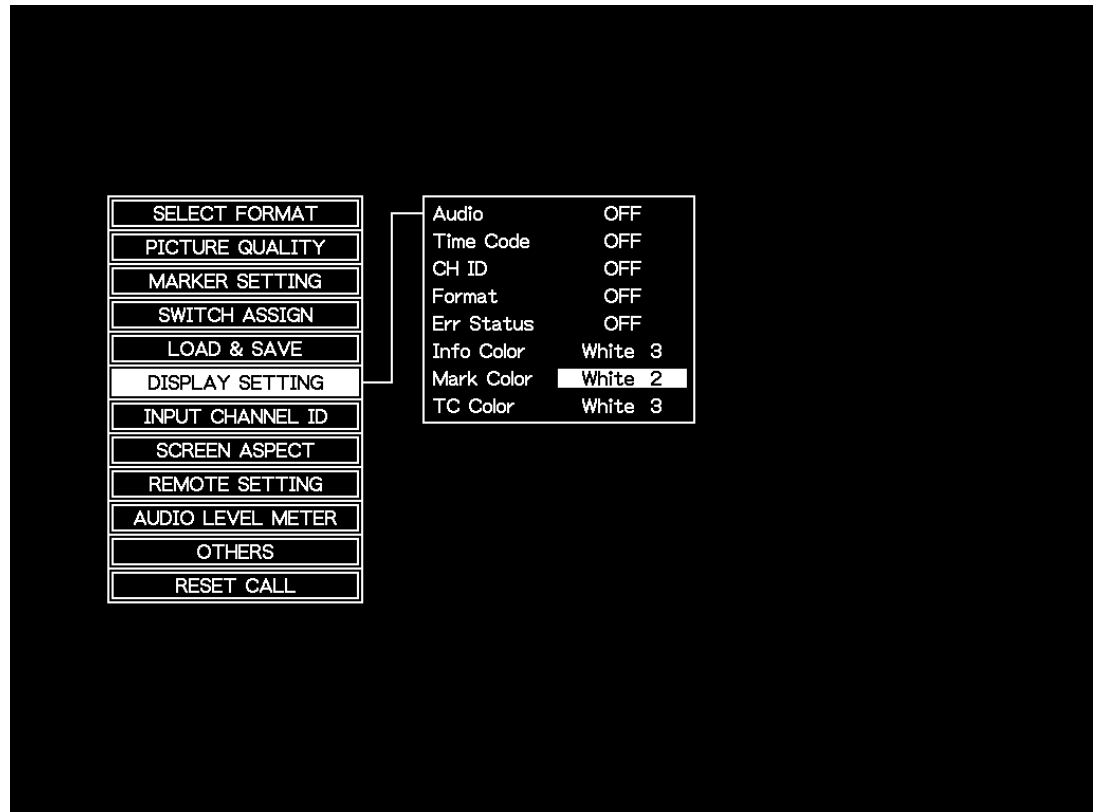 SELECT FORMAT
PICTURE QUALITY
MARKER SETTING
SWITCH ASSIGN
LOAD & SAVE
DISPLAY SETTING
INPUT CHANNEL ID
SCREEN ASPECT
REMOTE SETTING
AUDIO LEVEL METER
OTHERS
RESET CALL
Audio OFF
Time Code OFF
CH ID OFF
Format OFF
Err Status OFF
Info Color White 3
Mark Color White 2
TC Color White 3